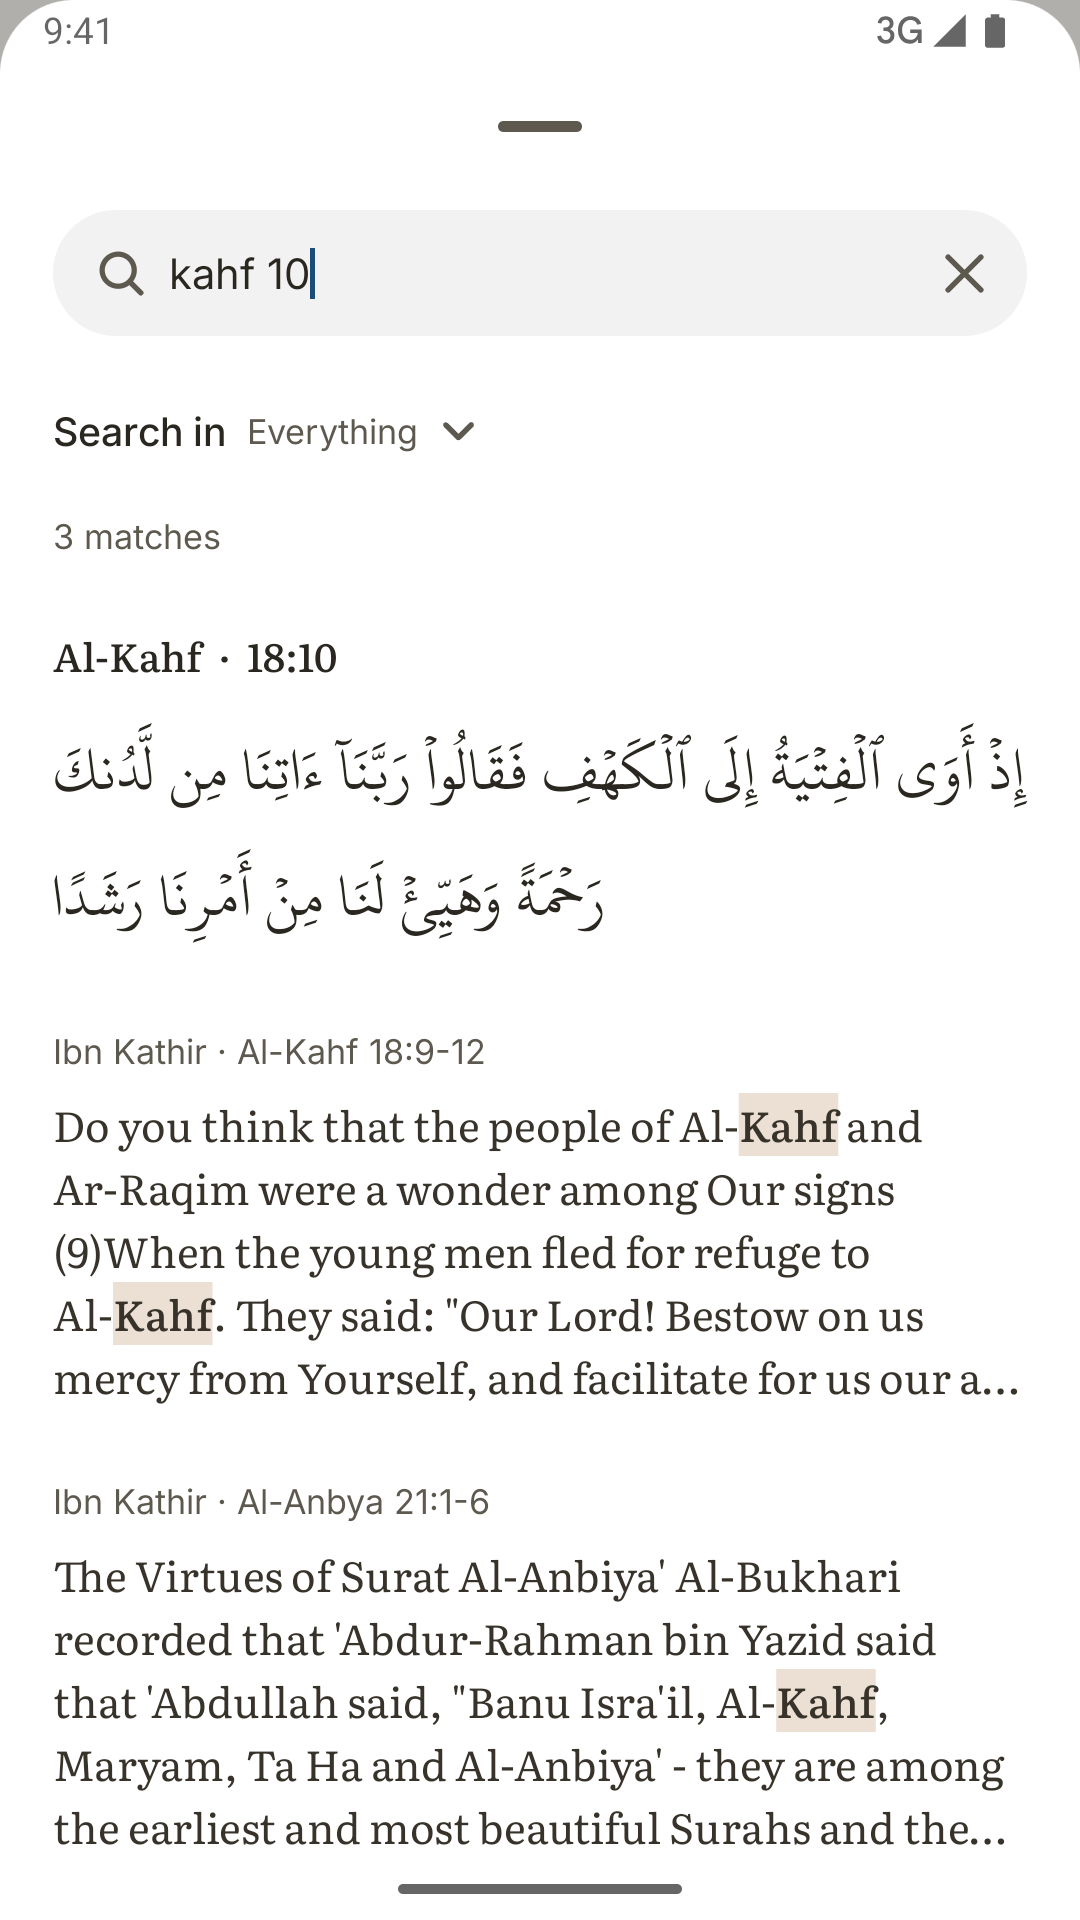 9:41
3G
kahf 10
Search in Everything
3 matches
Al-Kahf · 18:10
إِذْ أَوَى ٱلْفِتْيَةُ إِلَى ٱلْكَهْفِ فَقَالُوا۟ رَبَّنَآ ءَاتِنَا مِن لَّدُنكَ
رَحْمَةً وَهَيِّئْ لَنَا مِنْ أَمْرِنَا رَشَدًا
Ibn Kathir · Al-Kahf 18:9-12
Do you think that the people of Al-Kahf and
Ar-Raqim were a wonder among Our signs
(9)When the young men fled for refuge to
Al-Kahf. They said: "Our Lord! Bestow on us
mercy from Yourself, and facilitate for us our a...
Ibn Kathir · Al-Anbya 21:1-6
The Virtues of Surat Al-Anbiya' Al-Bukhari
recorded that 'Abdur-Rahman bin Yazid said
that 'Abdullah said, "Banu Isra'il, Al-Kahf,
Maryam, Ta Ha and Al-Anbiya' - they are among
the earliest and most beautiful Surahs and the...